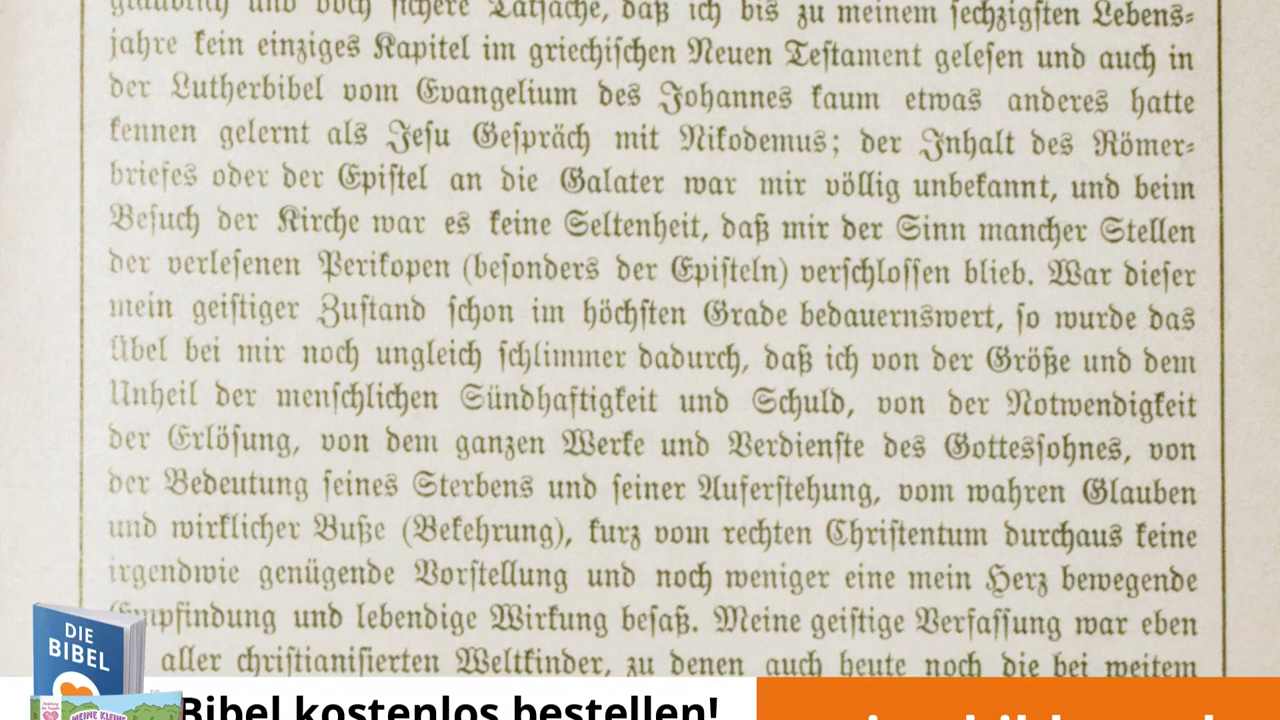 glaublich und doch sichere Tatsache, daß ich bis zu meinem sechzigsten Lebens-
jahre kein einziges Kapitel im griechischen Neuen Testament gelesen und auch in
der Lutherbibel vom Evangelium des Johannes kaum etwas anderes hatte
kennen gelernt als Jesu Gespräch mit Nikodemus; der Inhalt des Römer-
briefes oder der Epistel an die Galater war mir völlig unbekannt, und beim
Besuch der Kirche war es keine Seltenheit, daß mir der Sinn mancher Stellen
der verlesenen Perikopen (besonders der Episteln) verschlossen blieb. War dieser
mein geistiger Zustand schon im höchsten Grade bedauernswert, so wurde das
Übel bei mir noch ungleich schlimmer dadurch, daß ich von der Größe und dem
Unheil der menschlichen Sündhaftigkeit und Schuld, von der Notwendigkeit
der Erlösung, von dem ganzen Werke und Verdienste des Gottessohnes, von
der Bedeutung seines Sterbens und seiner Auferstehung, vom wahren Glauben
und wirklicher Buße (Bekehrung), kurz vom rechten Christentum durchaus keine
irgendwie genügende Vorstellung und noch weniger eine mein Herz bewegende
Empfindung und lebendige Wirkung besaß. Meine geistige Verfassung war eben
aller christianisierten Weltkinder, zu denen auch heute noch die bei weitem
DIE
BIBEL
MEINE KLEINE
Bibel kostenlos bestellen!